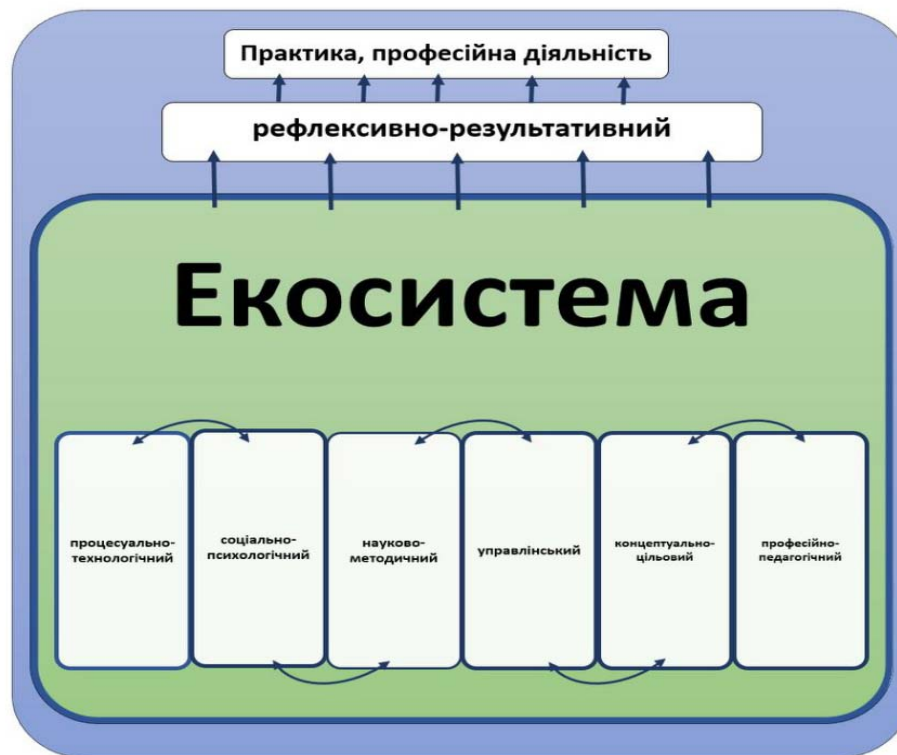 Практика, професійна діяльність
рефлексивно-результативний
Екосистема
процесуально-
технологічний
соціально-
психологічний
науково-
методичний
управлінський
концептуально-
цільовий
професійно-
педагогічний